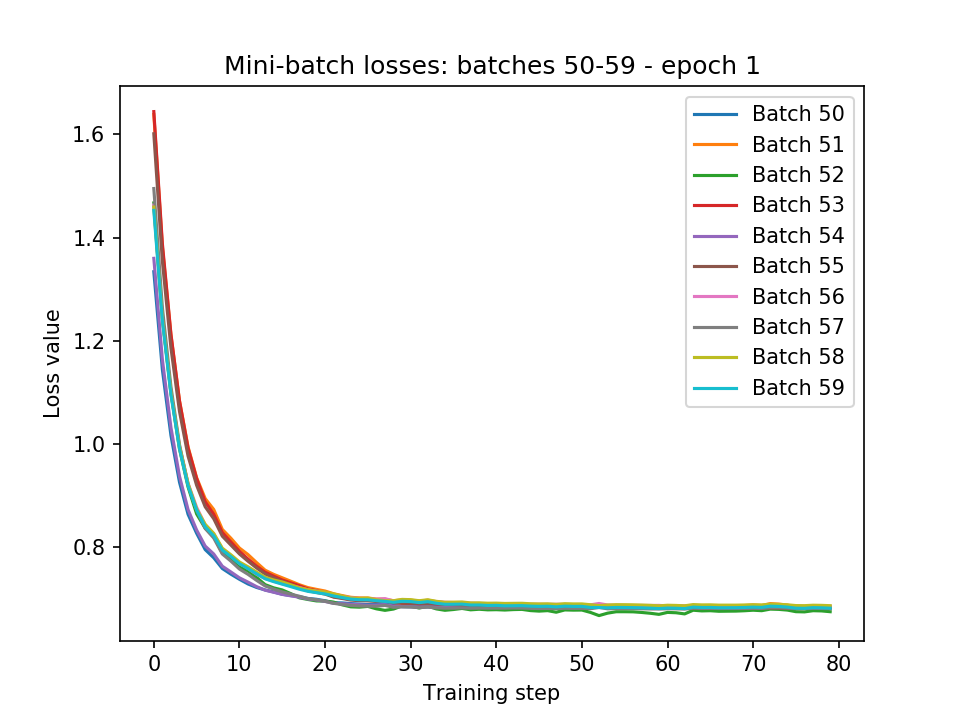 Mini-batch losses: batches 50-59 - epoch 1
Loss value
1.6
1.4
1.2
1.0
0.8
Batch 50
Batch 51
Batch 52
Batch 53
Batch 54
Batch 55
Batch 56
Batch 57
Batch 58
Batch 59
0 10 20 30 40 50 60 70 80
Training step